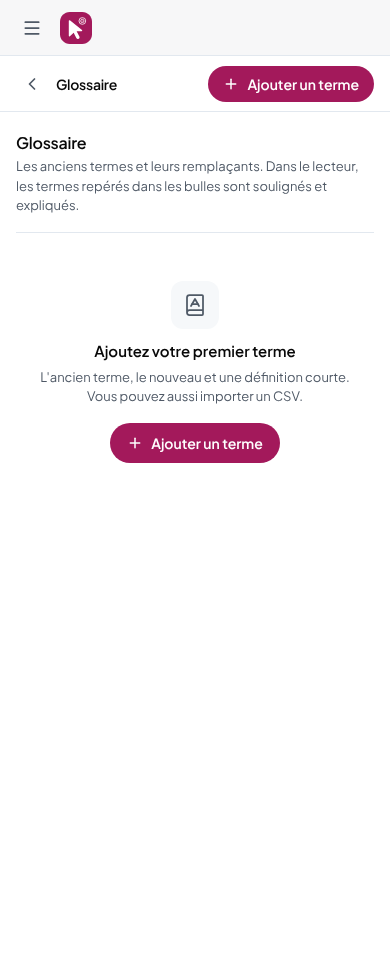 Glossaire
Ajouter un terme
Glossaire
Les anciens termes et leurs remplaçants. Dans le lecteur,
les termes repérés dans les bulles sont soulignés et
expliqués.
Ajoutez votre premier terme
L'ancien terme, le nouveau et une définition courte.
Vous pouvez aussi importer un CSV.
Ajouter un terme